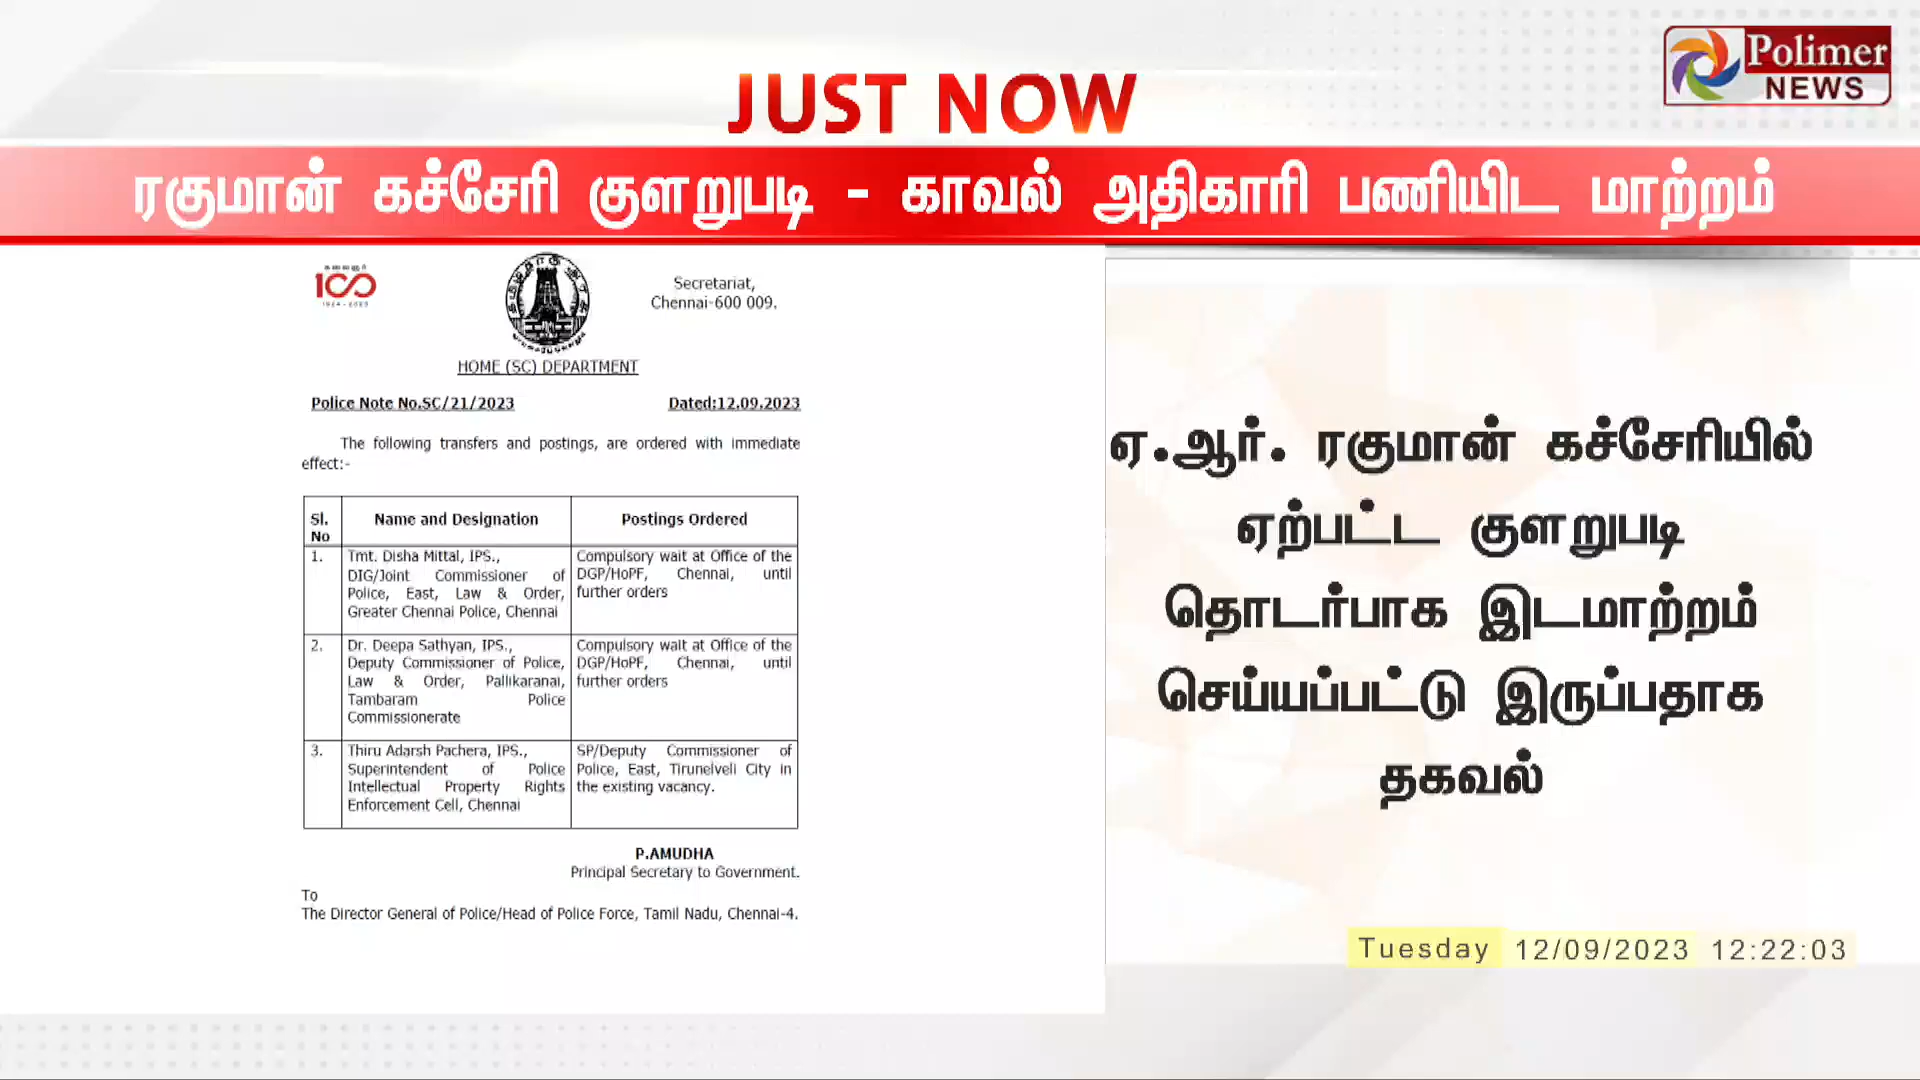 Polimer
NEWS
JUST NOW
ரகுமான் கச்சேரி குளறுபடி - காவல் அதிகாரி பணியிட மாற்றம்
கலைஞர்
100
1924 - 2023
Secretariat,
Chennai-600 009.
HOME (SC) DEPARTMENT
Police Note No.SC/21/2023 Dated:12.09.2023
The following transfers and postings, are ordered with immediate
effect:-
Sl. No Name and Designation Postings Ordered
1. Tmt. Disha Mittal, IPS., Compulsory wait at Office of the
DIG/Joint Commissioner of DGP/HoPF, Chennai, until
Police, East, Law & Order, further orders
Greater Chennai Police, Chennai
2. Dr. Deepa Sathyan, IPS., Compulsory wait at Office of the
Deputy Commissioner of Police, DGP/HoPF, Chennai, until
Law & Order, Pallikaranai, further orders
Tambaram Police
Commissionerate
3. Thiru Adarsh Pachera, IPS., SP/Deputy Commissioner of
Superintendent of Police Police, East, Tirunelveli City in
Intellectual Property Rights the existing vacancy.
Enforcement Cell, Chennai
P.AMUDHA
Principal Secretary to Government.
To
The Director General of Police/Head of Police Force, Tamil Nadu, Chennai-4.
ஏ.ஆர். ரகுமான் கச்சேரியில்
ஏற்பட்ட குளறுபடி
தொடர்பாக இடமாற்றம்
செய்யப்பட்டு இருப்பதாக
தகவல்
Tuesday 12/09/2023 12:22:03